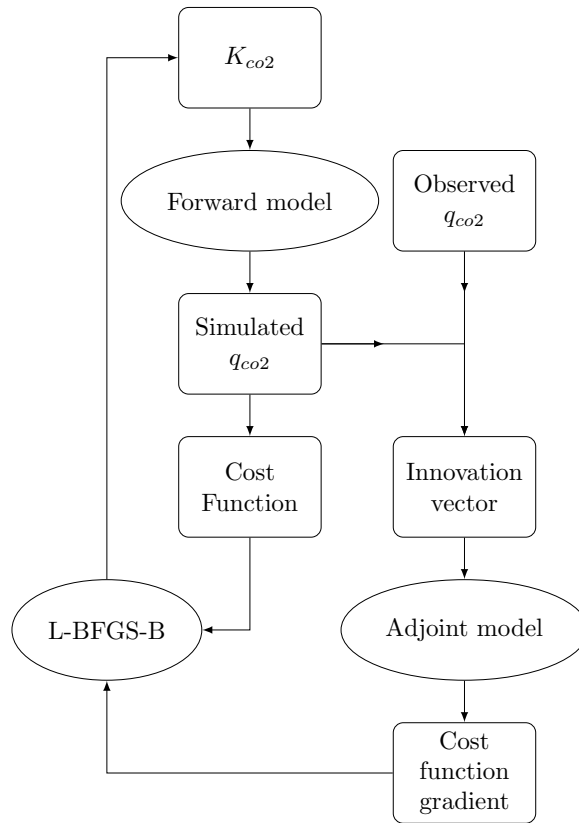 K_{co2}
Forward model
Observed
q_{co2}
Simulated
q_{co2}
Cost
Function
Innovation
vector
L-BFGS-B
Adjoint model
Cost
function
gradient